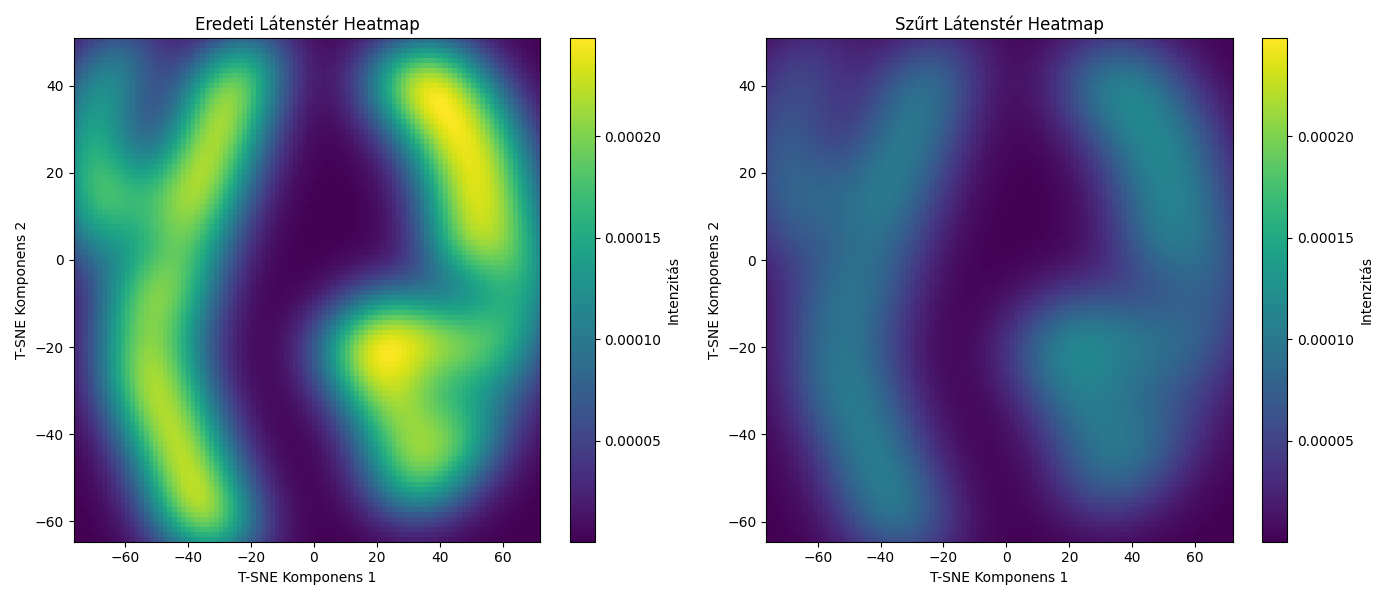 Eredeti Látenstér Heatmap
40
20
0
−20
−40
−60
T-SNE Komponens 2
−60 −40 −20 0 20 40 60
T-SNE Komponens 1
0.00020
0.00015
0.00010
0.00005
Intenzitás
Szűrt Látenstér Heatmap
40
20
0
−20
−40
−60
T-SNE Komponens 2
−60 −40 −20 0 20 40 60
T-SNE Komponens 1
0.00020
0.00015
0.00010
0.00005
Intenzitás